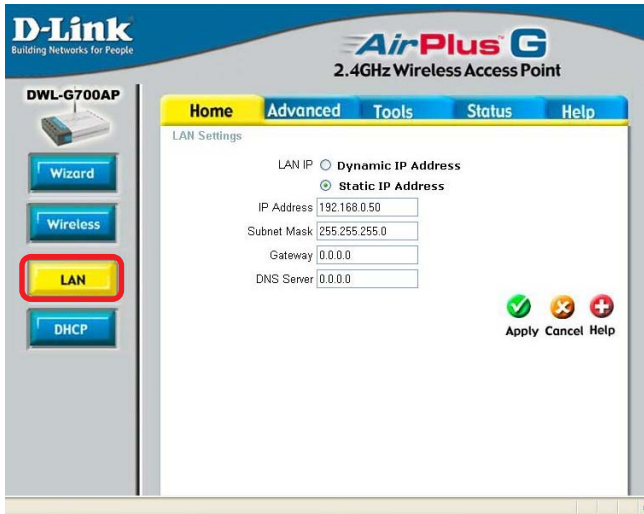 D-Link
Building Networks for People
AirPlus G
2.4GHz Wireless Access Point
DWL-G700AP
Home Advanced Tools Status Help
Wizard
Wireless
LAN
DHCP
LAN Settings
LAN IP Dynamic IP Address
Static IP Address
IP Address 192.168.0.50
Subnet Mask 255.255.255.0
Gateway 0.0.0.0
DNS Server 0.0.0.0
Apply Cancel Help